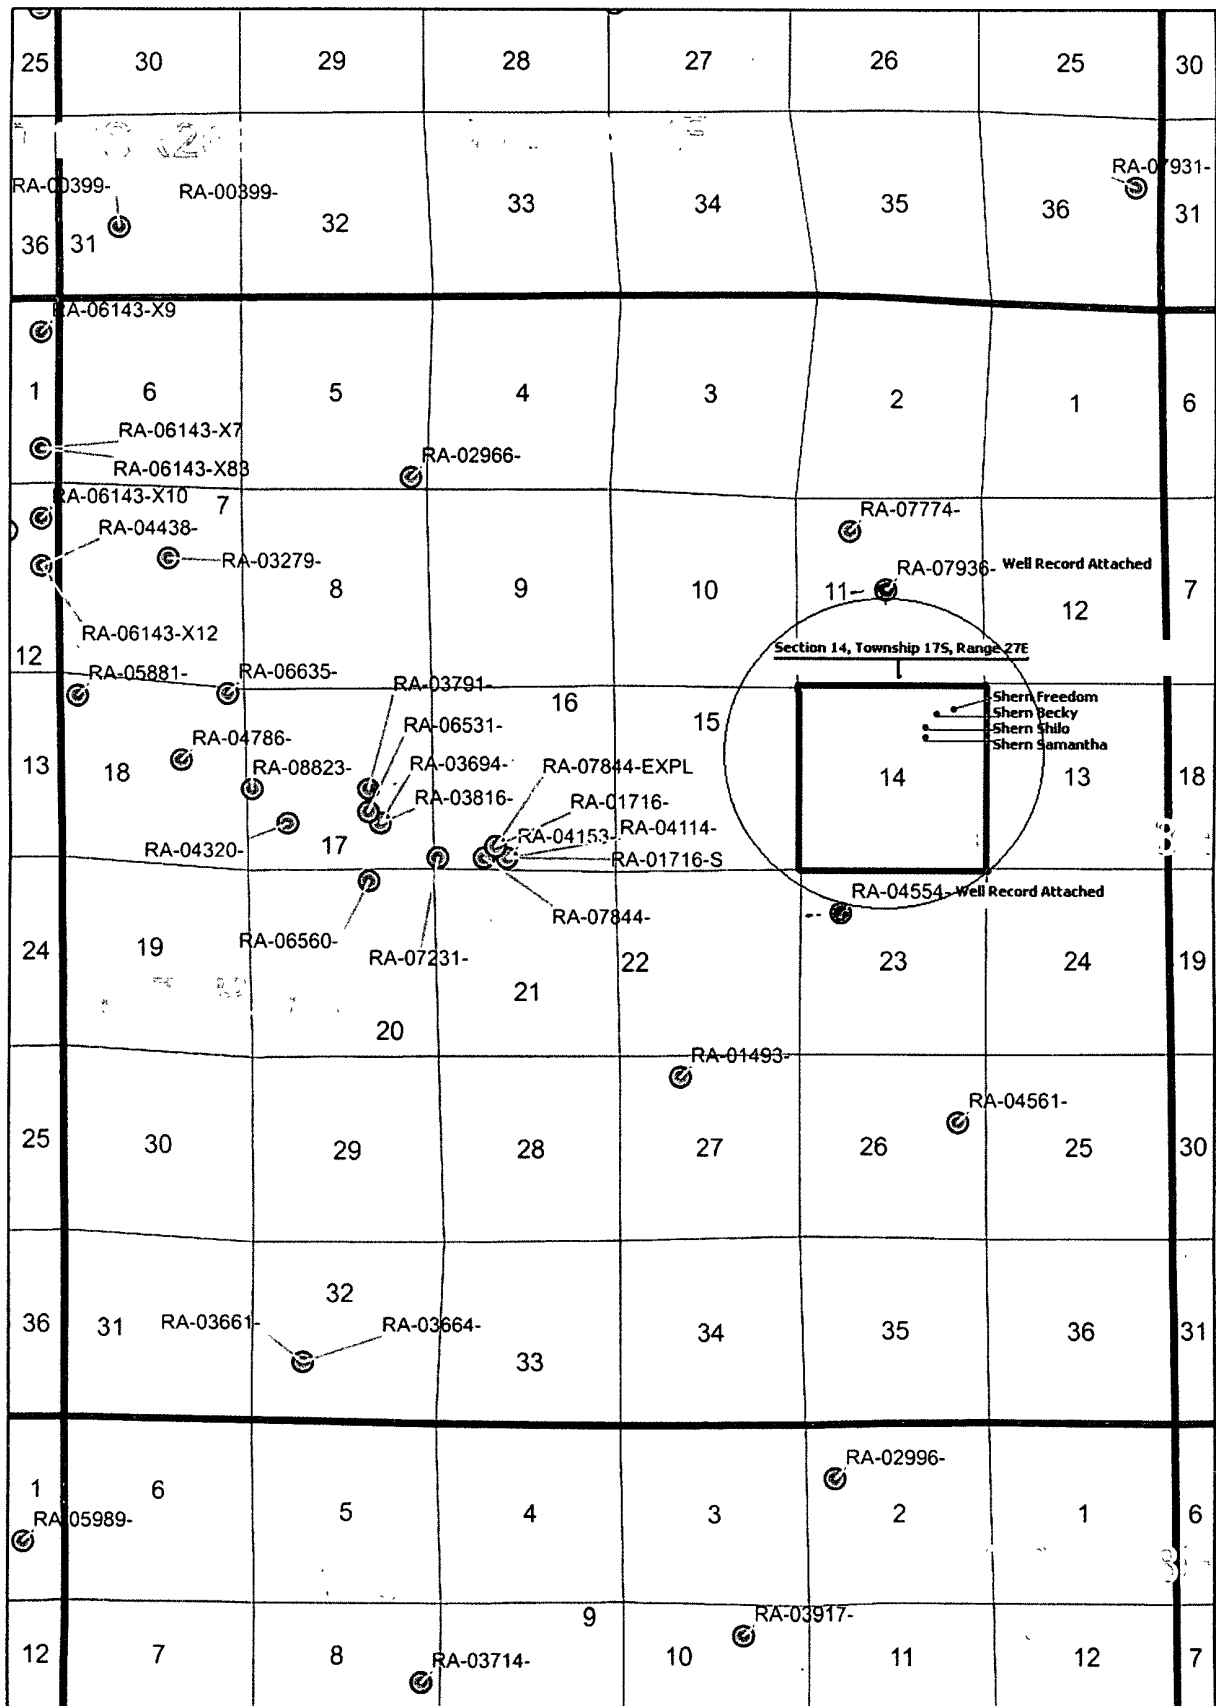 25 30 29 28 27 26 25 30
RA-00399- RA-00399- RA-07931-
36 31 32 33 34 35 36 31
RA-06143-X9
1 6 5 4 3 2 1 6
RA-06143-X7
RA-06143-X83
RA-02966-
RA-06143-X10 7
RA-04438- RA-07774-
RA-03279- RA-07936- Well Record Attached
8 9 10 11 12 7
RA-06143-X12
12
Section 14, Township 17S, Range 27E
RA-05881- RA-06635- RA-03791- 16 15
Shern Freedom
Shern Becky
Shern Shilo
Shern Samantha
RA-06531-
RA-04786- RA-03694- RA-07844-EXPL
13 18 RA-08823- RA-03816- RA-01716- 14 13 18
RA-04320- 17 RA-04153- RA-04114-
RA-01716-S
RA-04554- Well Record Attached
RA-07844-
RA-06560- RA-07231-
24 19 22 23 24 19
21
20
RA-01493-
RA-04561-
25 30 29 28 27 26 25 30
32
36 31 RA-03661- RA-03664- 34 35 36 31
33
RA-02996-
1 6 5 4 3 2 1 6
RA-05989-
9 RA-03917-
12 7 8 RA-03714- 10 11 12 7